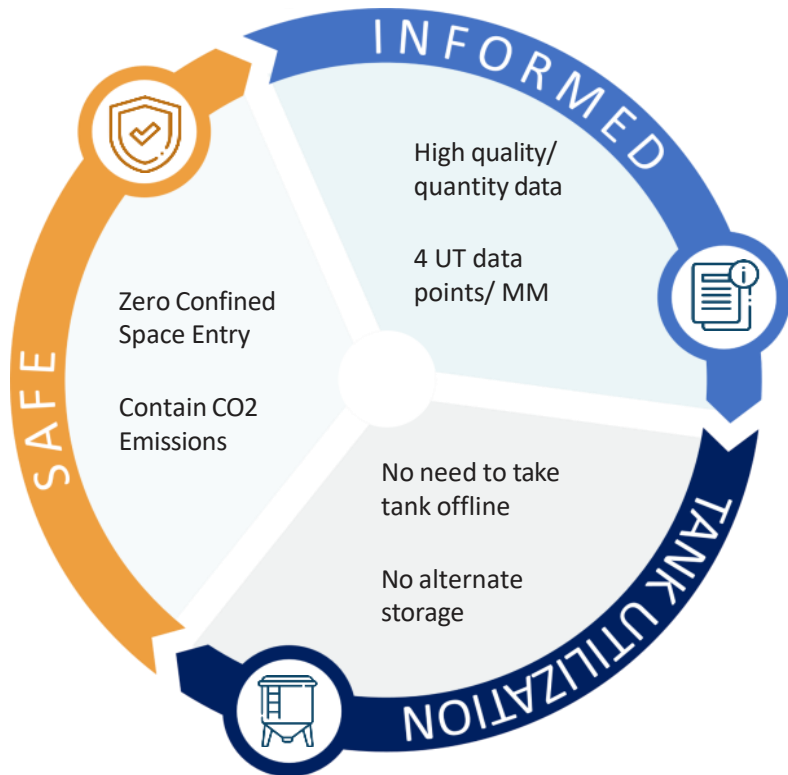 INFORMED
High quality/
quantity data
4 UT data
points/ MM
SAFE
Zero Confined
Space Entry
Contain CO2
Emissions
No need to take
tank offline
No alternate
storage
TANK UTILIZATION